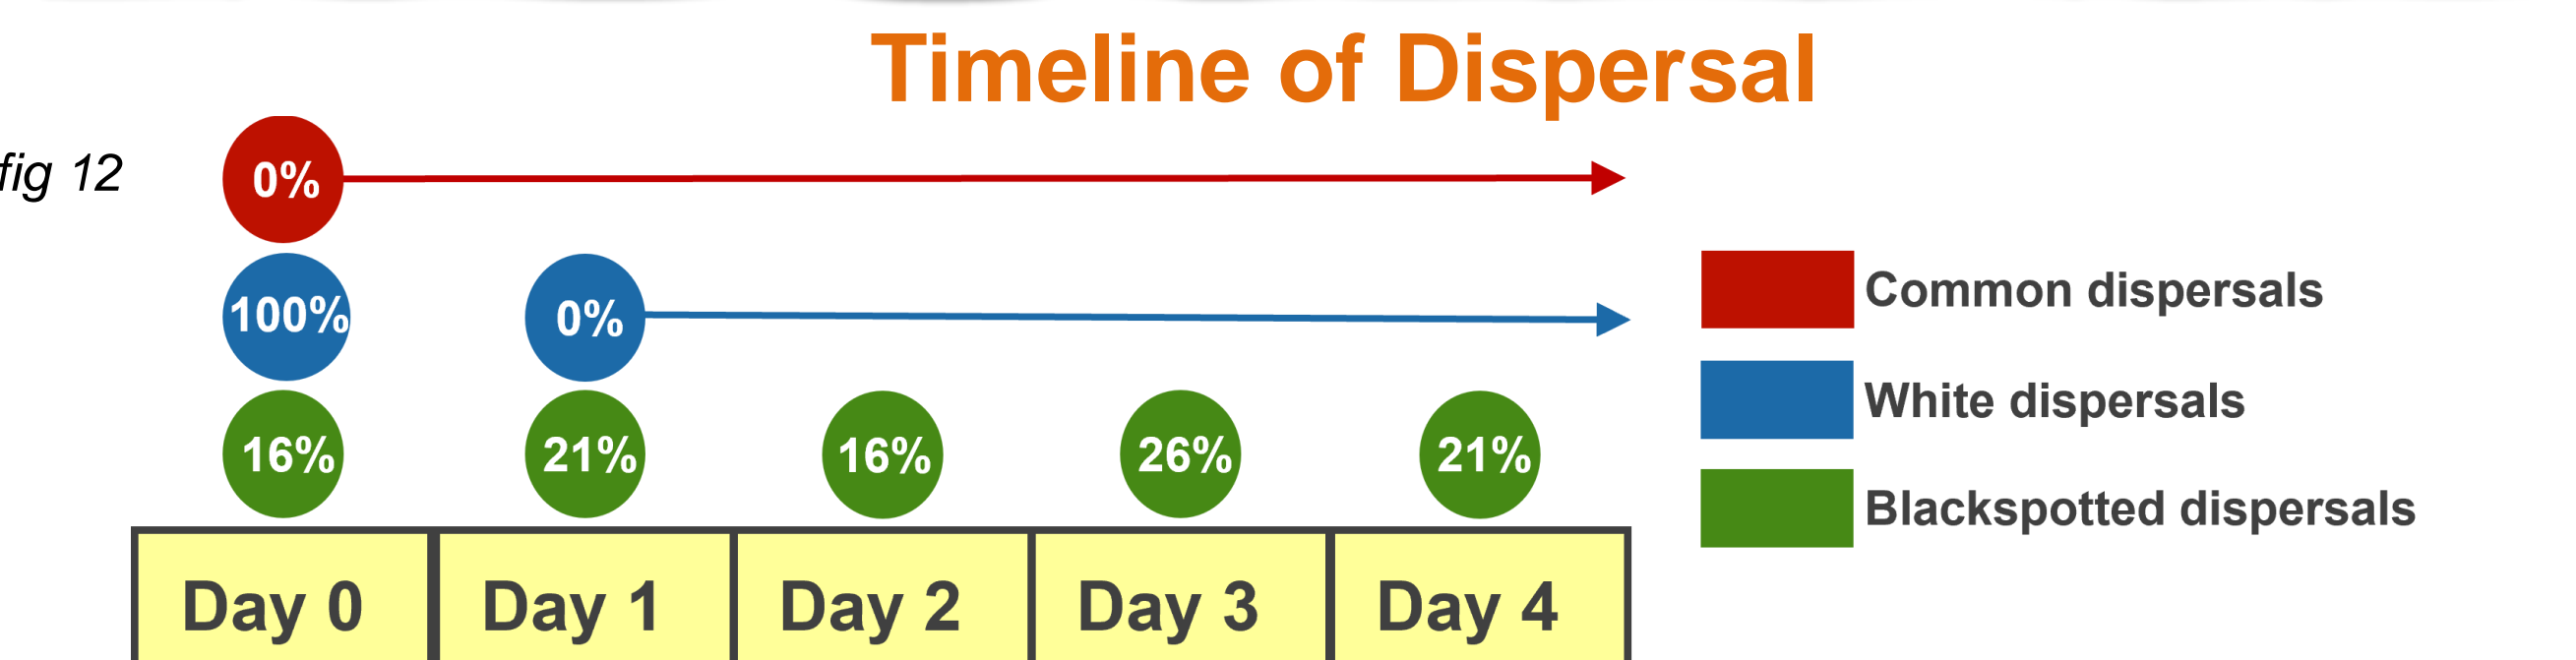 Timeline of Dispersal
fig 12
0%
100%
0%
16%
21%
16%
26%
21%
Day 0
Day 1
Day 2
Day 3
Day 4
Common dispersals
White dispersals
Blackspotted dispersals